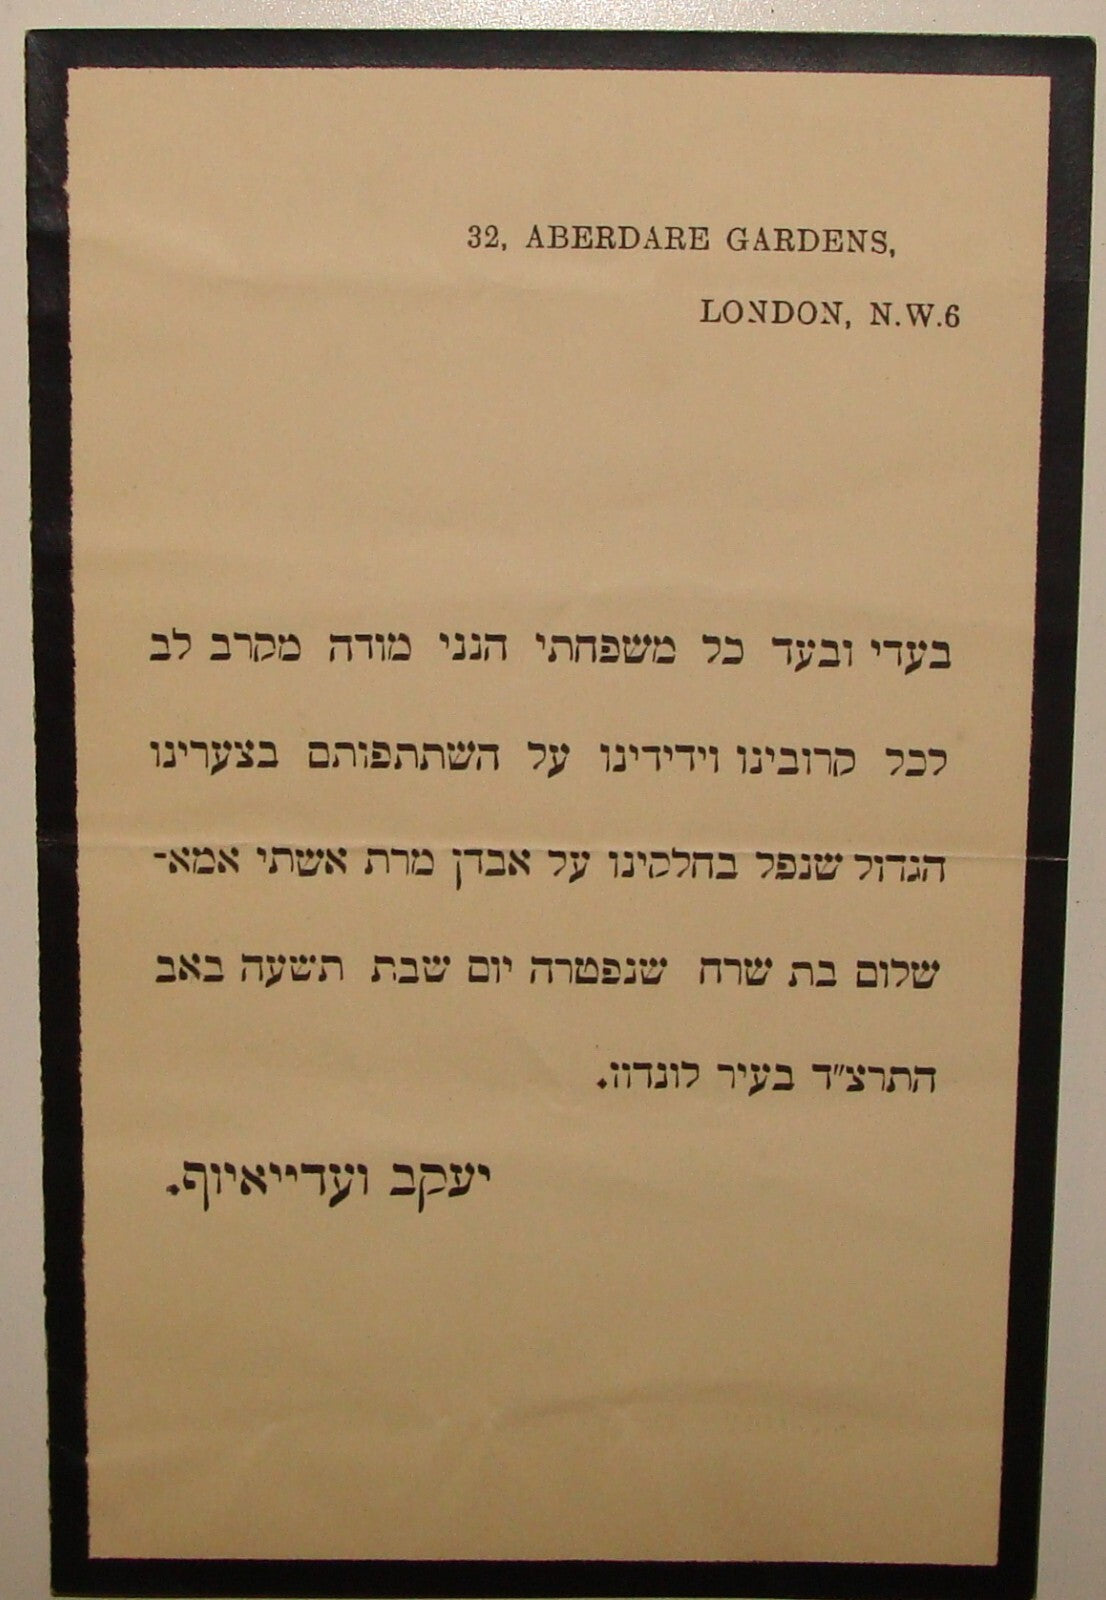 32, ABERDARE GARDENS,
LONDON, N.W.6
בעדי ובעד כל משפחתי הנני מודה מקרב לב
לכל קרובינו וידידינו על השתתפותם בצערינו
הגדול שנפל בחלקינו על אבדן מרת אשתי אמא-
שלום בת שרה שנפטרה יום שבת תשעה באב
התרצ״ד בעיר לונדון.
יעקב ועדייאיוף.